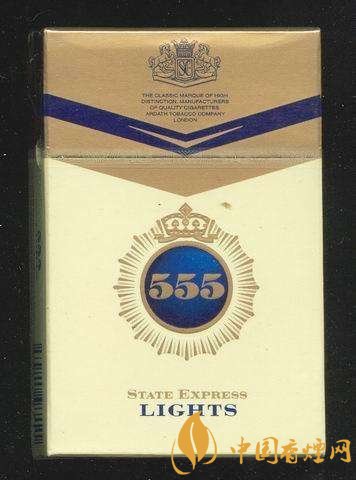 THE CLASSIC MARQUE OF HIGH
DISTINCTION, MANUFACTURERS
OF QUALITY CIGARETTES
ARDATH TOBACCO COMPANY
LONDON
555
STATE EXPRESS
LIGHTS
中国香烟网